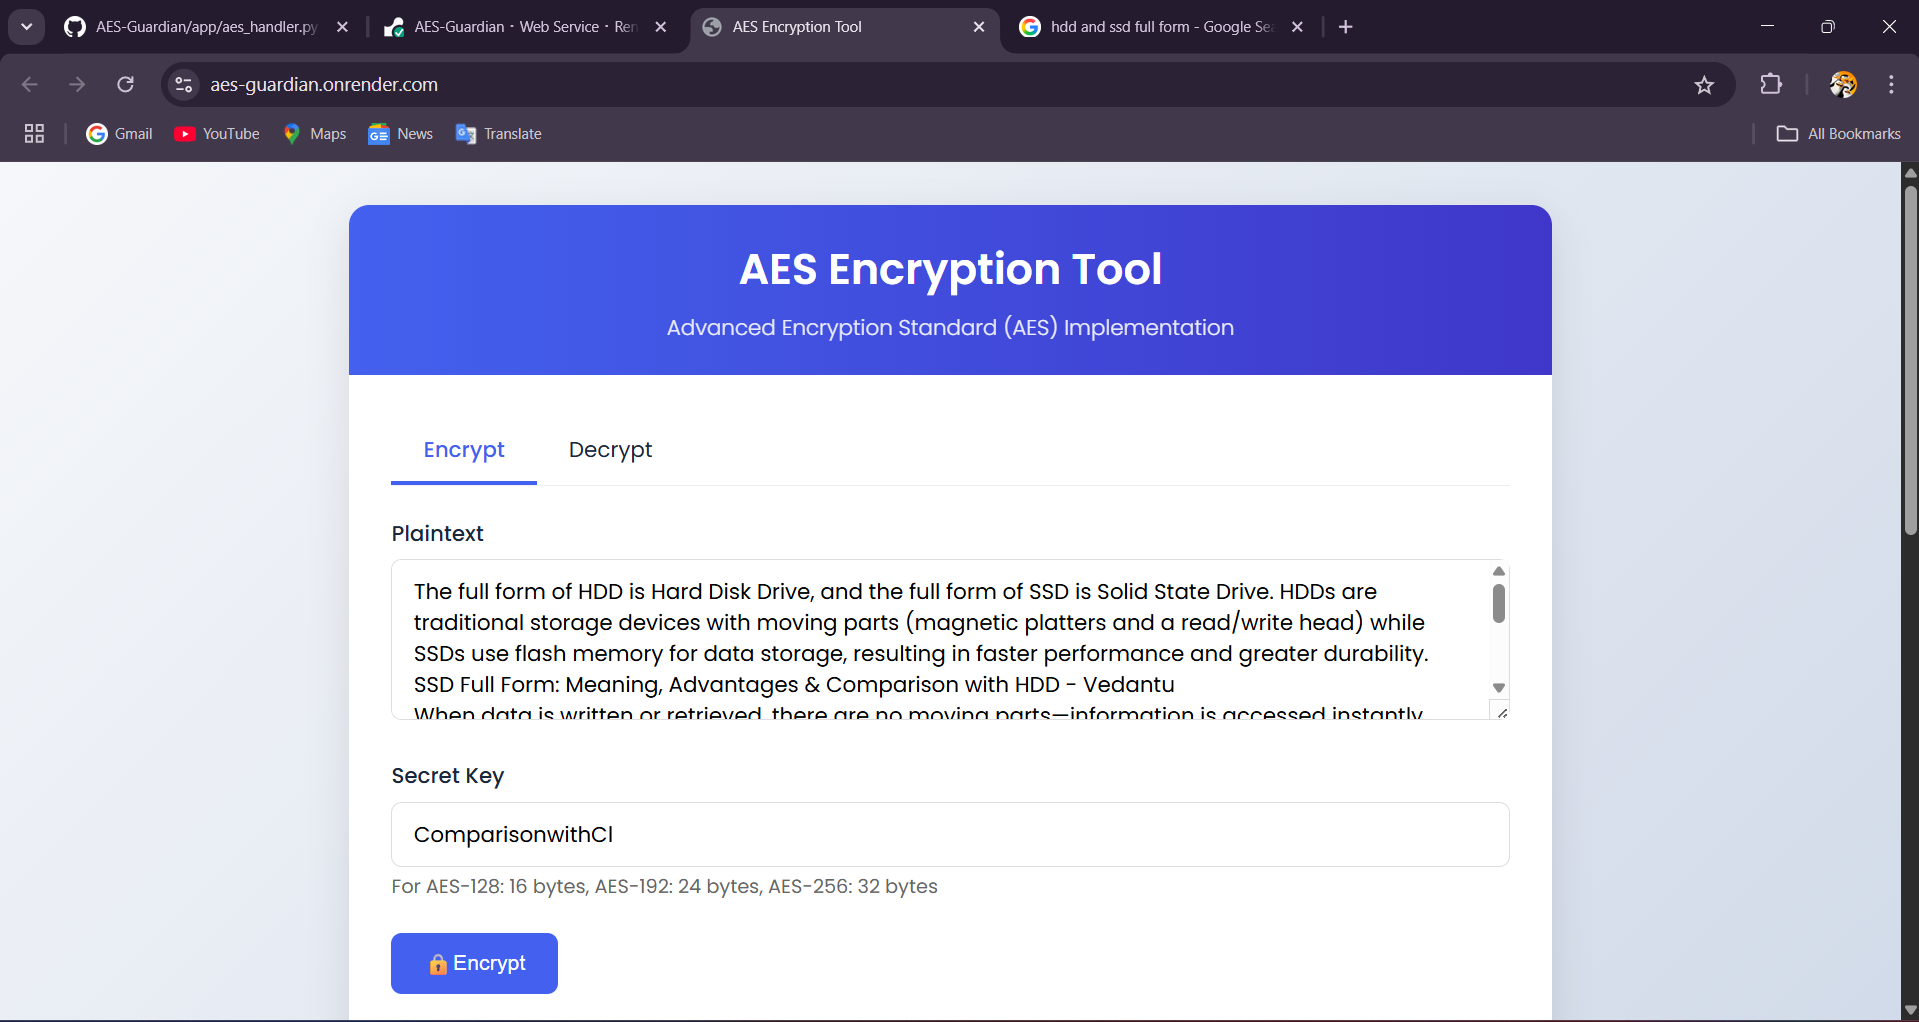 AES-Guardian/app/aes_handler.py
AES-Guardian · Web Service · Ren
AES Encryption Tool
hdd and ssd full form - Google Sea
aes-guardian.onrender.com
Gmail
YouTube
Maps
News
Translate
All Bookmarks
AES Encryption Tool
Advanced Encryption Standard (AES) Implementation
Encrypt
Decrypt
Plaintext
The full form of HDD is Hard Disk Drive, and the full form of SSD is Solid State Drive. HDDs are
traditional storage devices with moving parts (magnetic platters and a read/write head) while
SSDs use flash memory for data storage, resulting in faster performance and greater durability.
SSD Full Form: Meaning, Advantages & Comparison with HDD - Vedantu
When data is written or retrieved, there are no moving parts—information is accessed instantly
Secret Key
ComparisonwithCl
For AES-128: 16 bytes, AES-192: 24 bytes, AES-256: 32 bytes
Encrypt